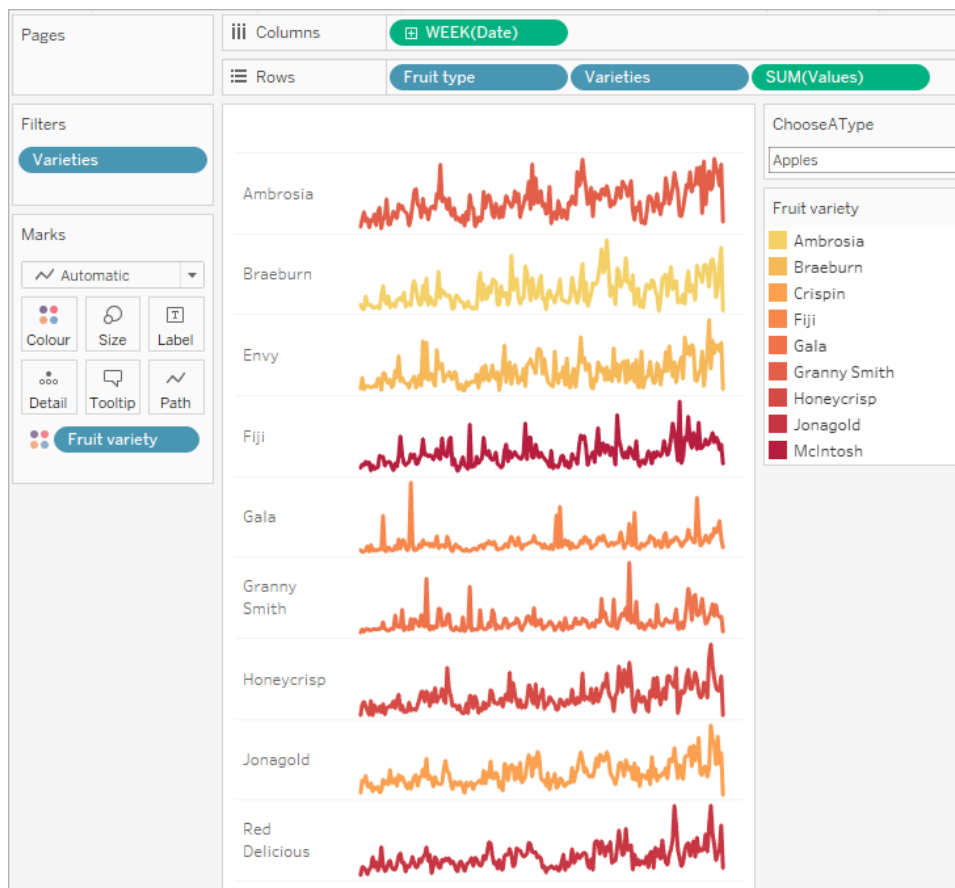 Pages
Columns
WEEK(Date)
Rows
Fruit type
Varieties
SUM(Values)
Filters
Varieties
Marks
Automatic
Colour
Size
Label
Detail
Tooltip
Path
Fruit variety
Ambrosia
Braeburn
Envy
Fiji
Gala
Granny
Smith
Honeycrisp
Jonagold
Red
Delicious
ChooseAType
Apples
Fruit variety
Ambrosia
Braeburn
Crispin
Fiji
Gala
Granny Smith
Honeycrisp
Jonagold
McIntosh